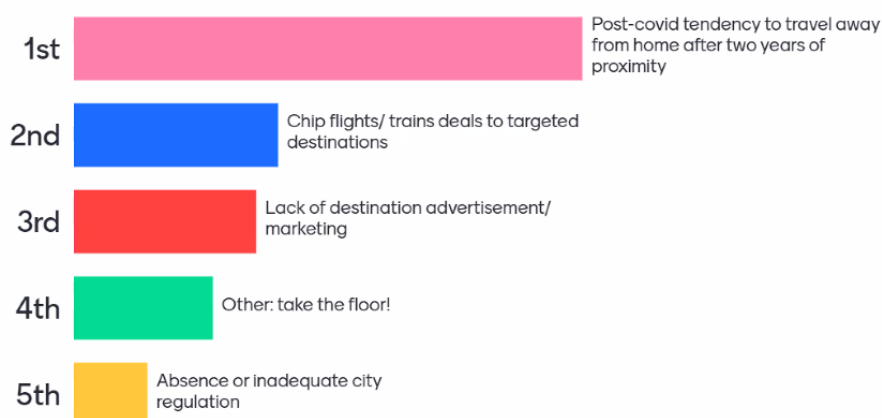 1st
Post-covid tendency to travel away
from home after two years of
proximity
2nd
Chip flights/ trains deals to targeted
destinations
3rd
Lack of destination advertisement/
marketing
4th
Other: take the floor!
5th
Absence or inadequate city
regulation